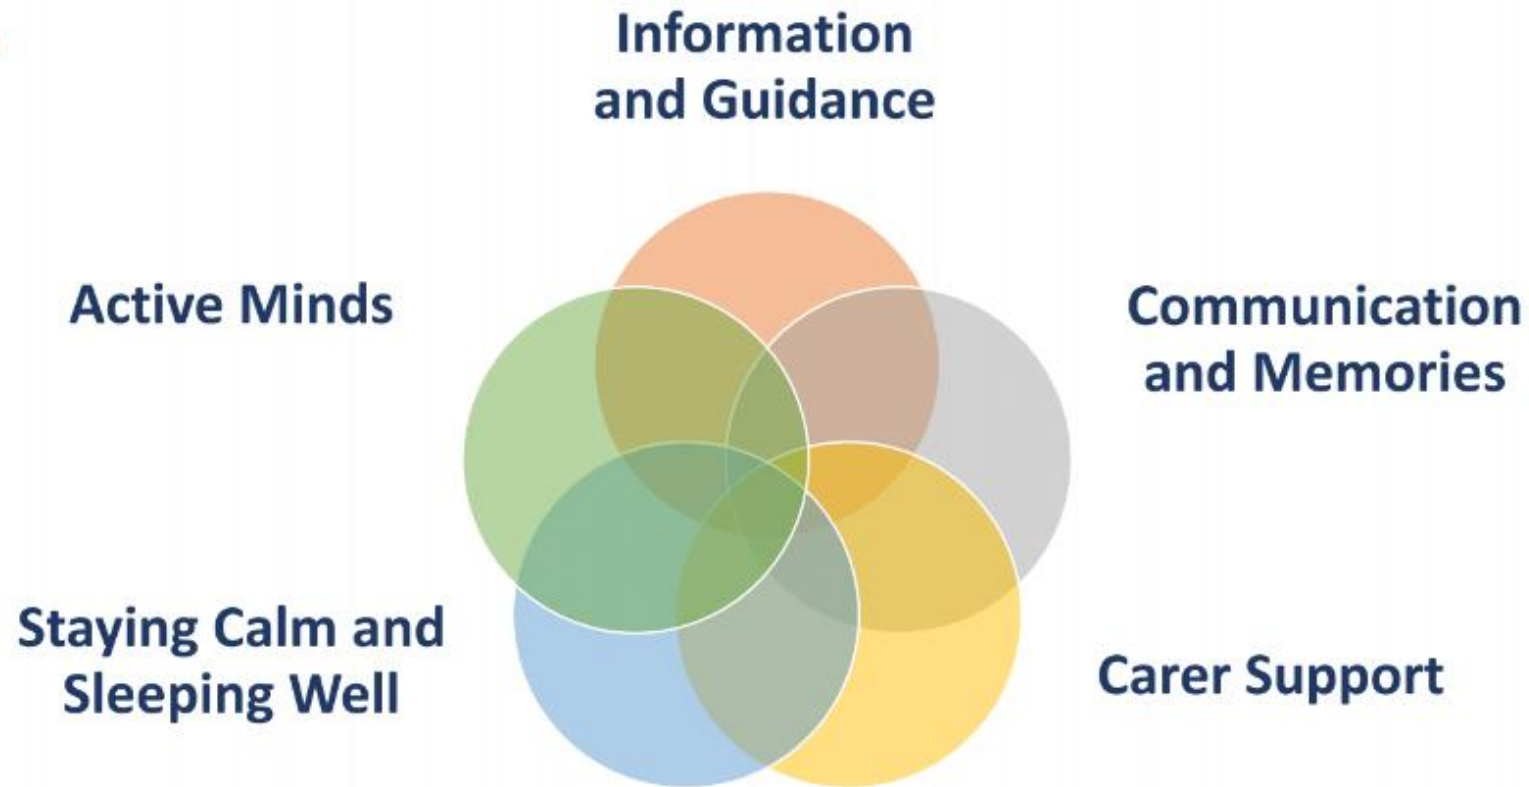 Information
and Guidance
Active Minds
Communication
and Memories
Staying Calm and
Sleeping Well
Carer Support